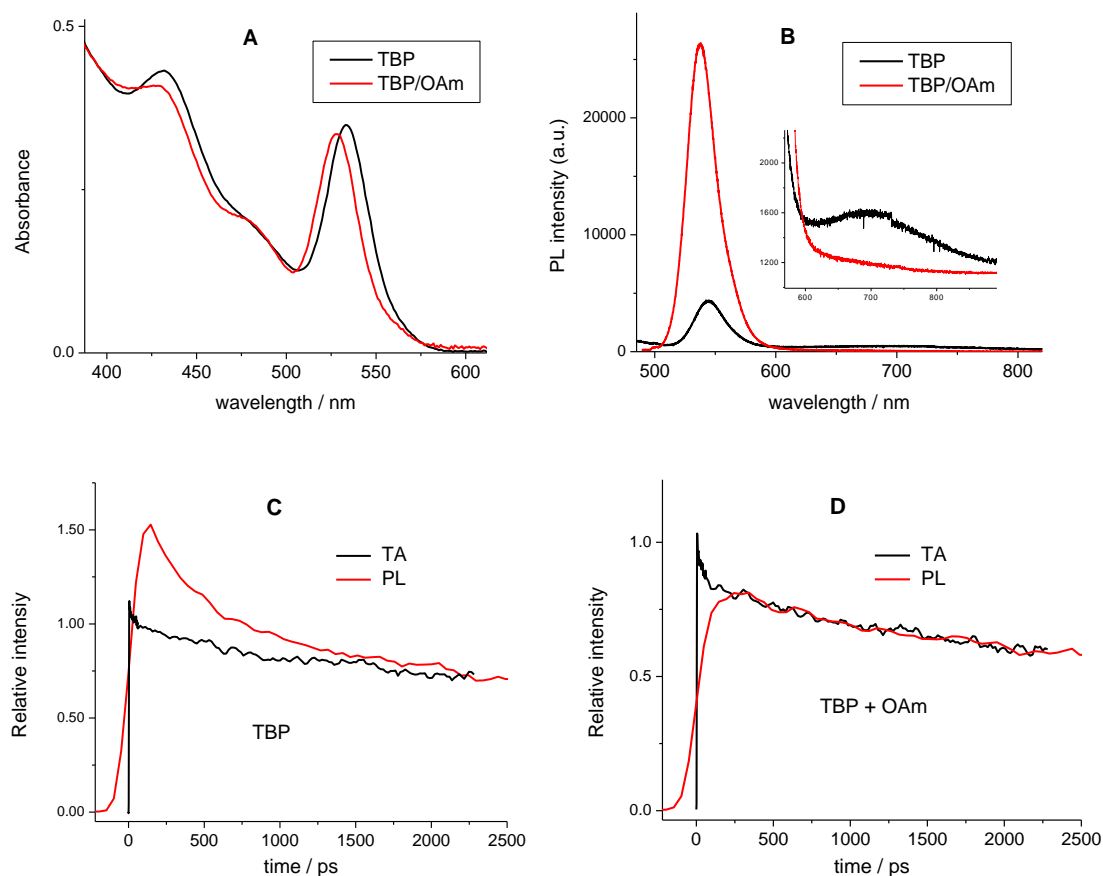 A
TBP
TBP/OAm
0.5
0.0
Absorbance
400 450 500 550 600
wavelength / nm
B
TBP
TBP/OAm
20000
10000
0
PL intensity (a.u.)
2000
1600
1200
600 700 800
500 600 700 800
wavelength / nm
C
TA
PL
1.50
1.00
0.50
0.00
Relative intensiy
TBP
0 500 1000 1500 2000 2500
time / ps
D
TA
PL
1.0
0.5
0.0
Relative intensity
TBP + OAm
0 500 1000 1500 2000 2500
time / ps